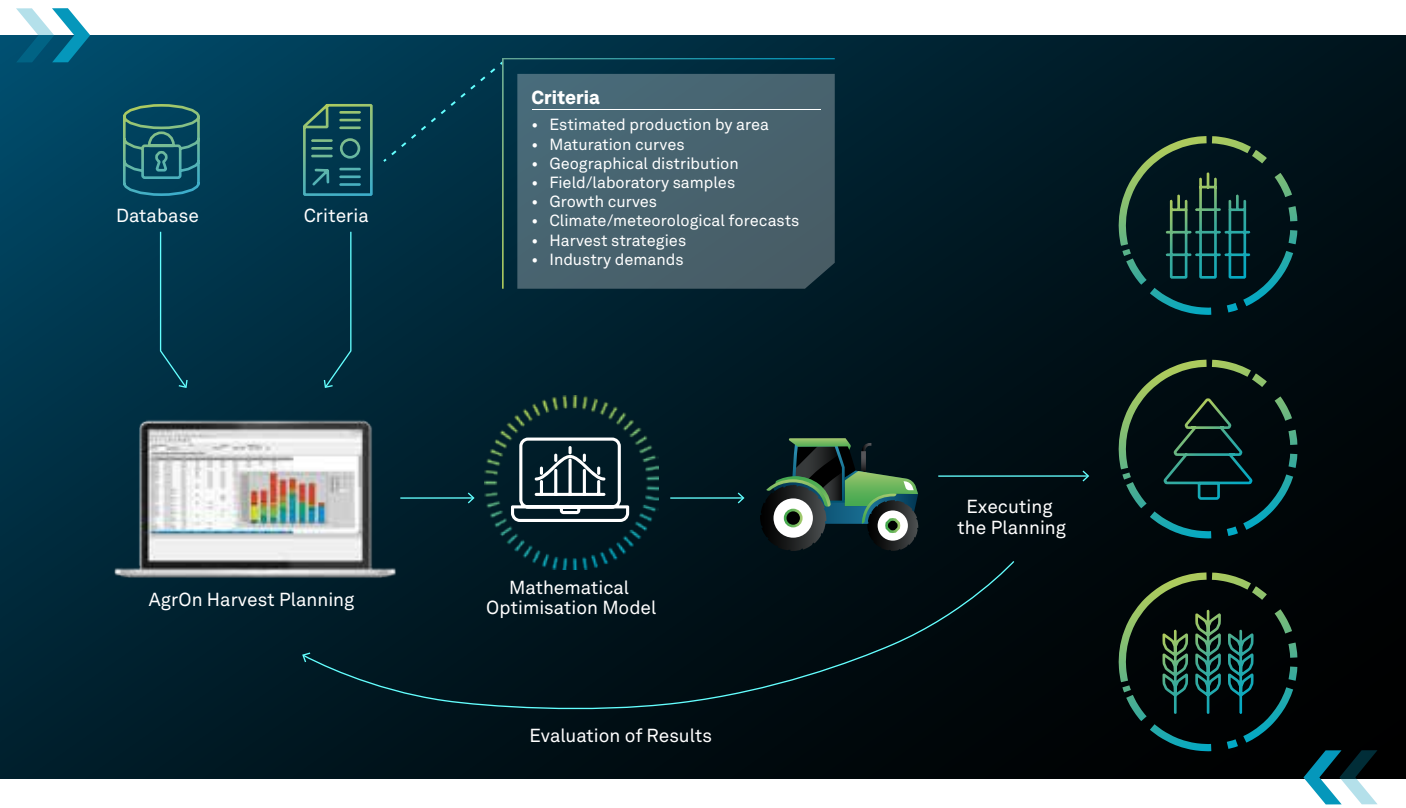 Database
Criteria
Criteria
• Estimated production by area
• Maturation curves
• Geographical distribution
• Field/laboratory samples
• Growth curves
• Climate/meteorological forecasts
• Harvest strategies
• Industry demands
AgrOn Harvest Planning
Mathematical
Optimisation Model
Executing
the Planning
Evaluation of Results